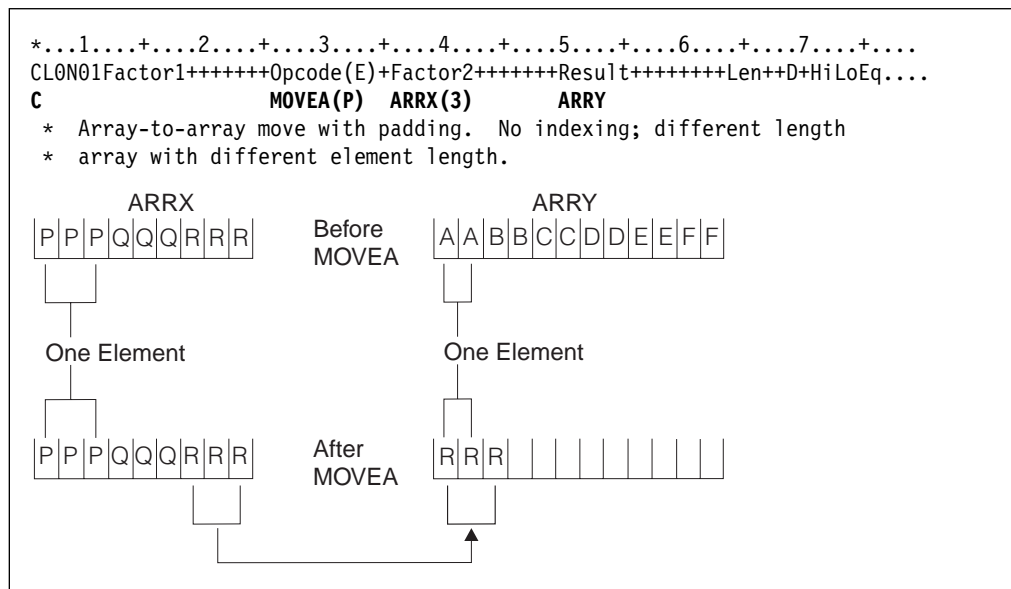 *...1....+....2....+....3....+....4....+....5....+....6....+....7....+....
CL0N01Factor1+++++++Opcode(E)+Factor2+++++++Result++++++++Len++D+HiLoEq....
C                   MOVEA(P)  ARRX(3)       ARRY
 *  Array-to-array move with padding.  No indexing; different length
 *  array with different element length.
ARRX ARRY
P P P Q Q Q R R R Before MOVEA A A B B C C D D E E F F
One Element One Element
P P P Q Q Q R R R After MOVEA R R R